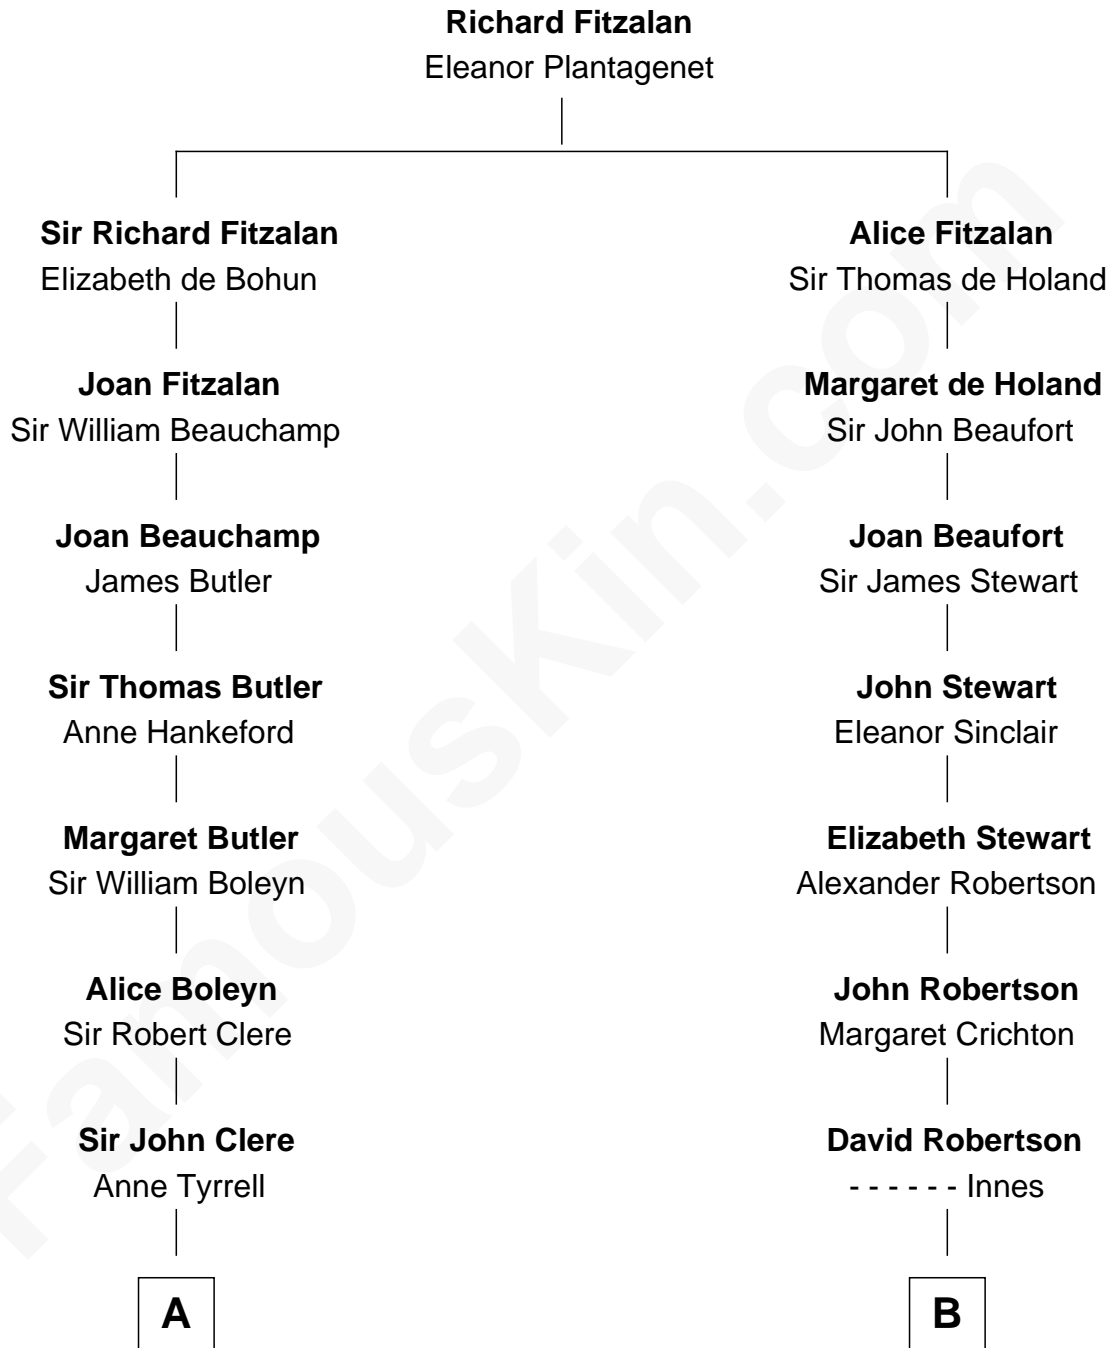 Richard Fitzalan
Eleanor Plantagenet
Sir Richard Fitzalan
Elizabeth de Bohun
Alice Fitzalan
Sir Thomas de Holand
Joan Fitzalan
Sir William Beauchamp
Margaret de Holand
Sir John Beaufort
Joan Beauchamp
James Butler
Joan Beaufort
Sir James Stewart
Sir Thomas Butler
Anne Hankeford
John Stewart
Eleanor Sinclair
Margaret Butler
Sir William Boleyn
Elizabeth Stewart
Alexander Robertson
Alice Boleyn
Sir Robert Clere
John Robertson
Margaret Crichton
Sir John Clere
Anne Tyrrell
David Robertson
- - - - - - Innes
A
B
FamousKin.com